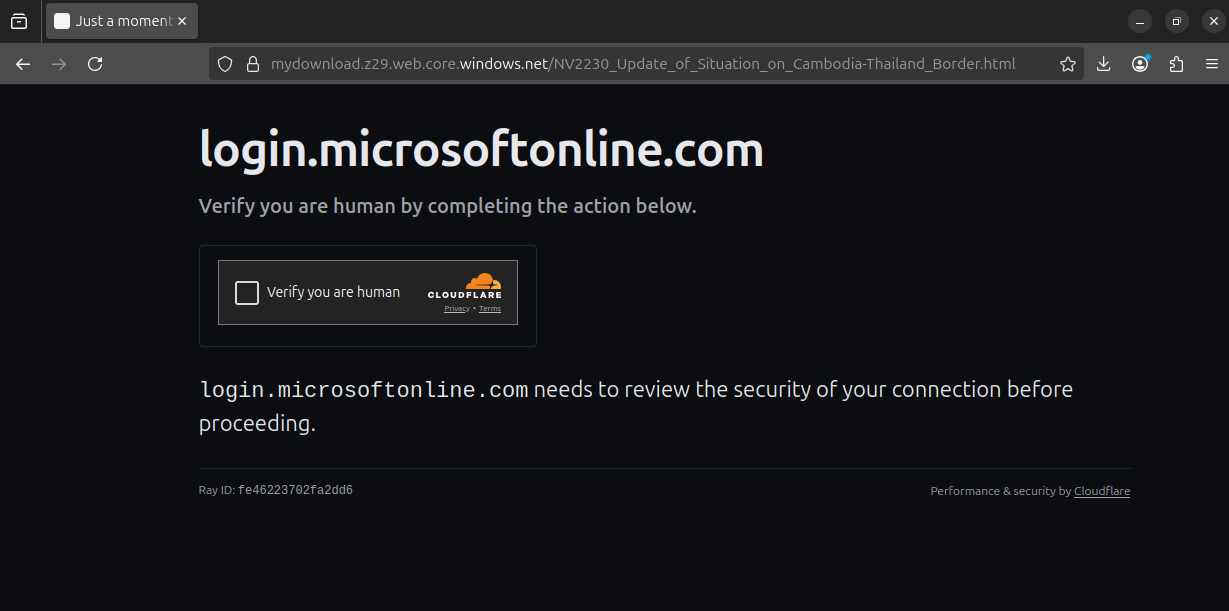 Just a moment
mydownload.z29.web.core.windows.net/NV2230_Update_of_Situation_on_Cambodia-Thailand_Border.html
login.microsoftonline.com
Verify you are human by completing the action below.
Verify you are human
CLOUDFLARE
Privacy • Terms
login.microsoftonline.com needs to review the security of your connection before
proceeding.
Ray ID: fe46223702fa2dd6
Performance & security by Cloudflare